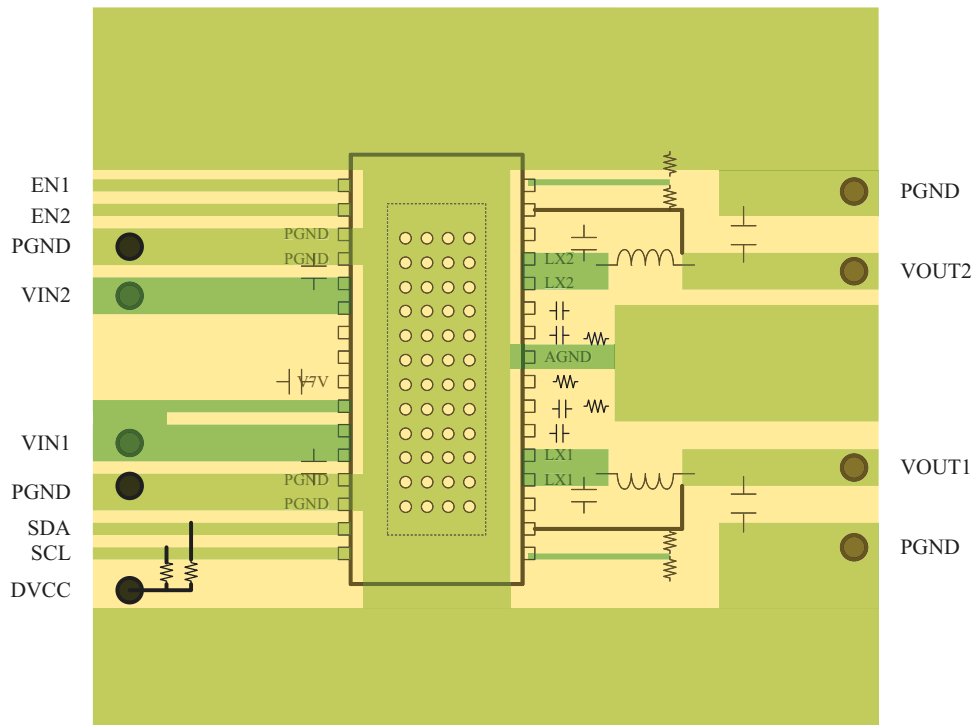 EN1
EN2
PGND
VIN2
VIN1
PGND
SDA
SCL
DVCC
PGND
PGND
V7V
PGND
PGND
LX2
LX2
AGND
LX1
LX1
PGND
VOUT2
VOUT1
PGND